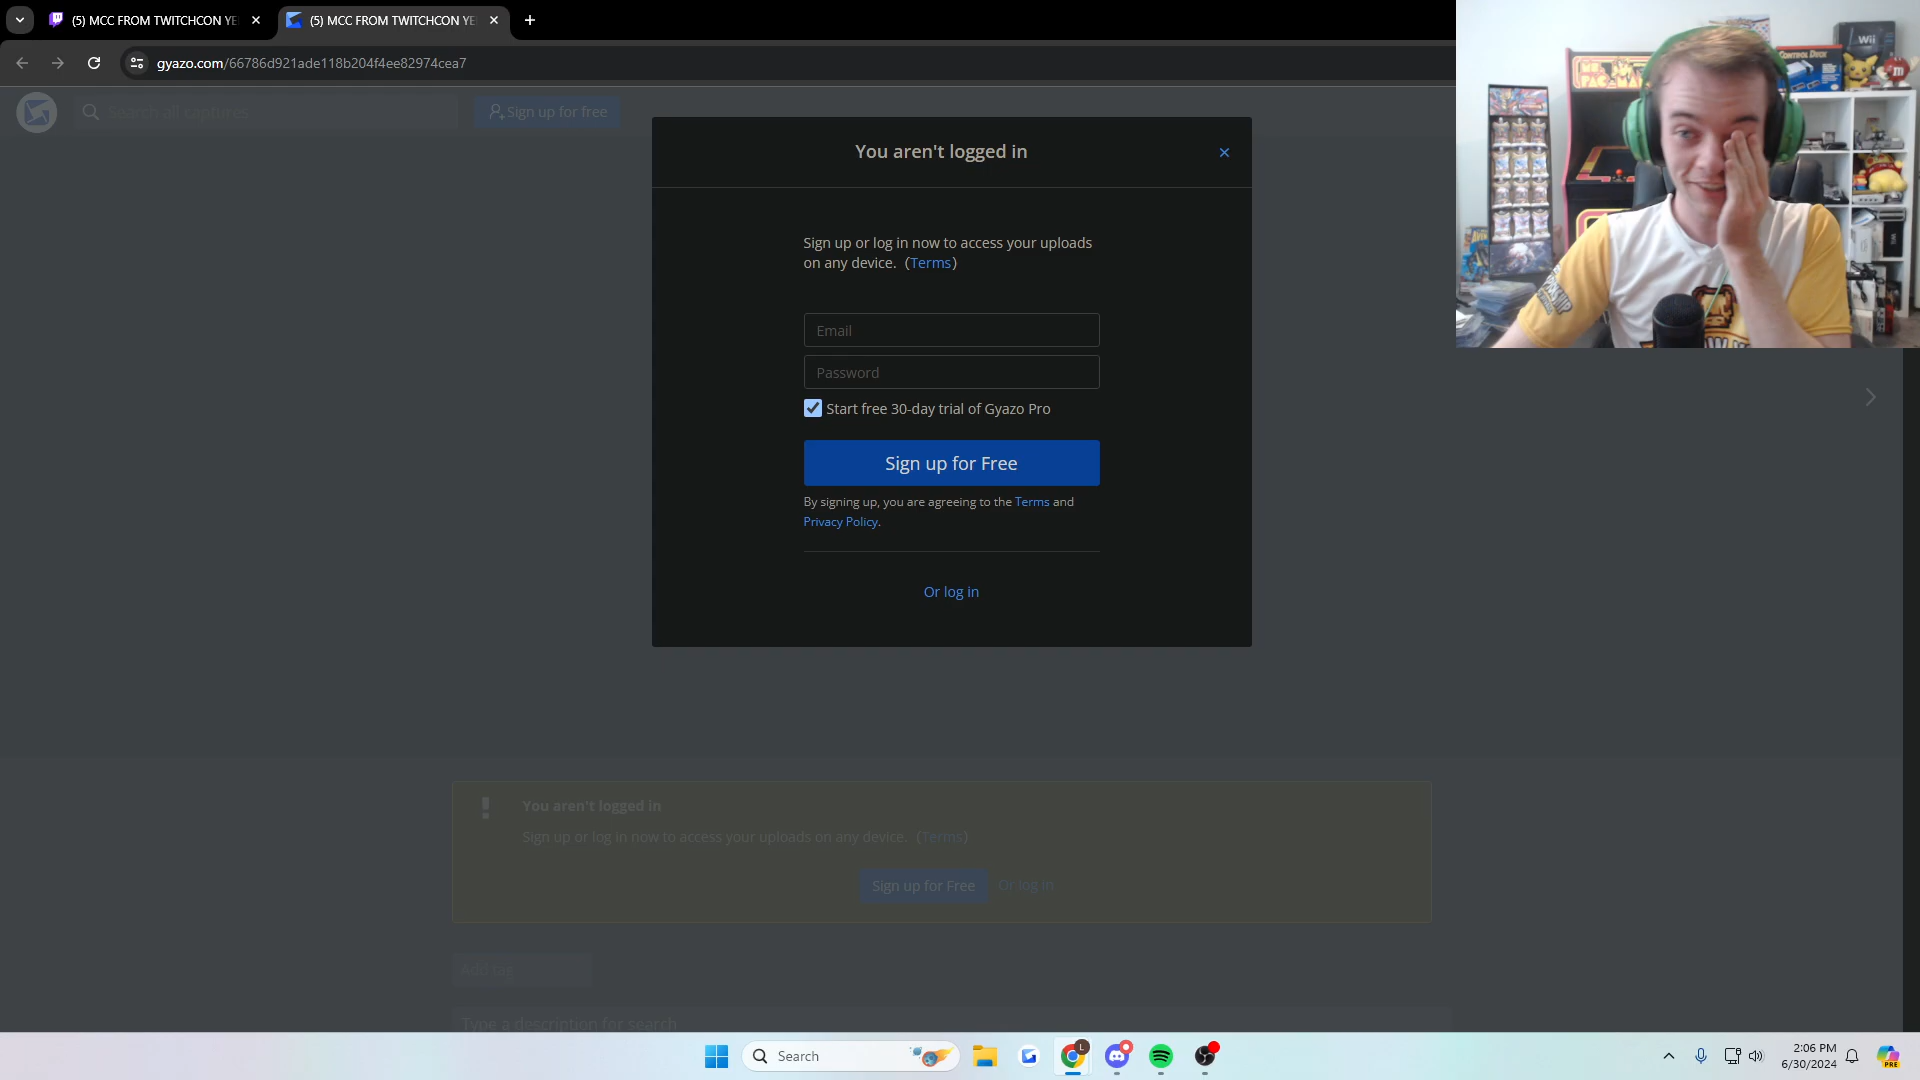 (5) MCC FROM TWITCHCON YE
(5) MCC FROM TWITCHCON YE
gyazo.com/66786d921ade118b204f4ee82974cea7
Search all captures
Sign up for free
You aren't logged in
Sign up or log in now to access your uploads
on any device. (Terms)
Email
Password
Start free 30-day trial of Gyazo Pro
Sign up for Free
By signing up, you are agreeing to the Terms and
Privacy Policy.
Or log in
You aren't logged in
Sign up or log in now to access your uploads on any device. (Terms)
Sign up for Free
Or log in
Add tag
Type a description for search
Search
L
2:06 PM
6/30/2024
PRE
Wii
CONTROL DECK